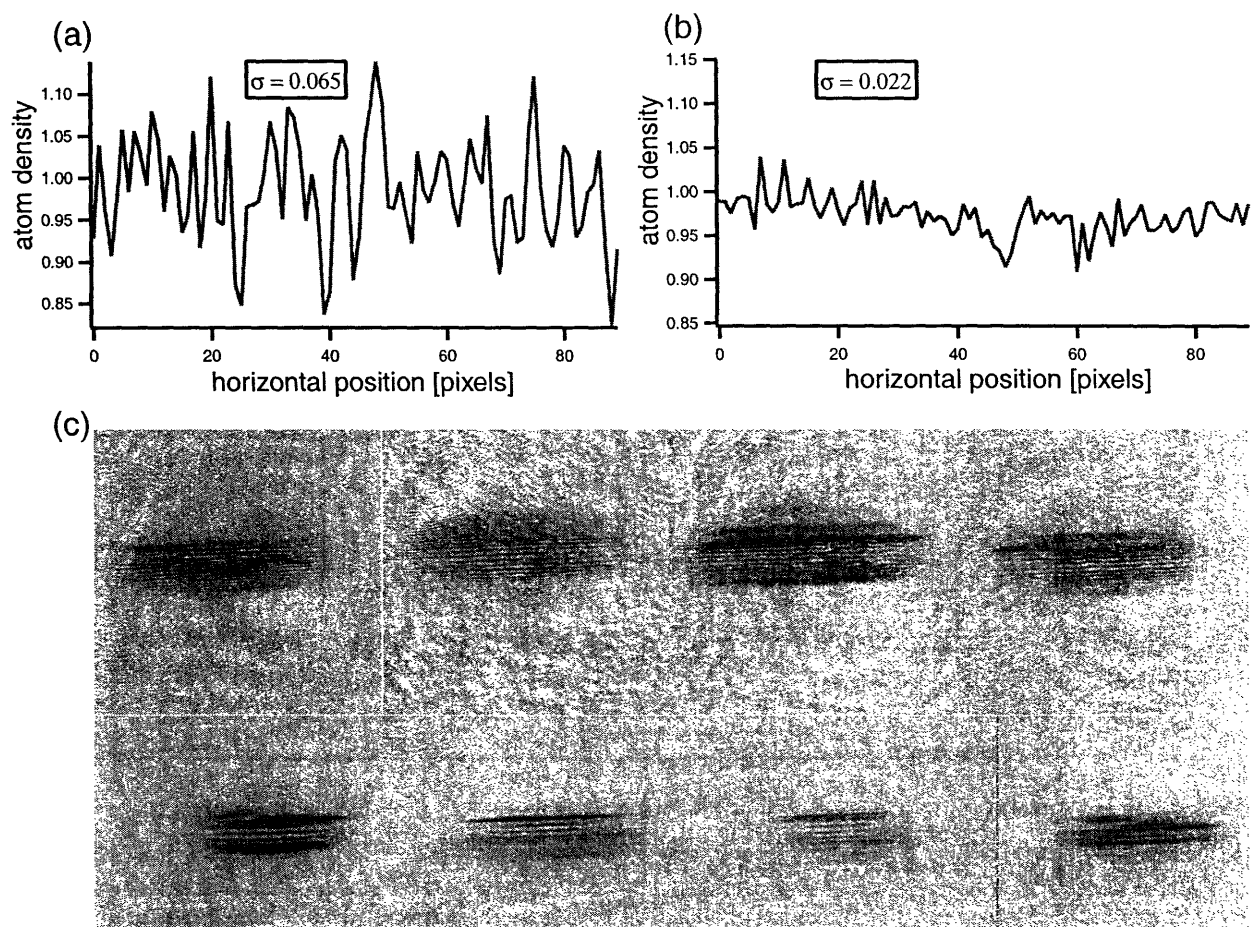 (a)
σ = 0.065
atom density
1.10
1.05
1.00
0.95
0.90
0.85
0 20 40 60 80
horizontal position [pixels]
(b)
σ = 0.022
atom density
1.15
1.10
1.05
1.00
0.95
0.90
0.85
0 20 40 60 80
horizontal position [pixels]
(c)